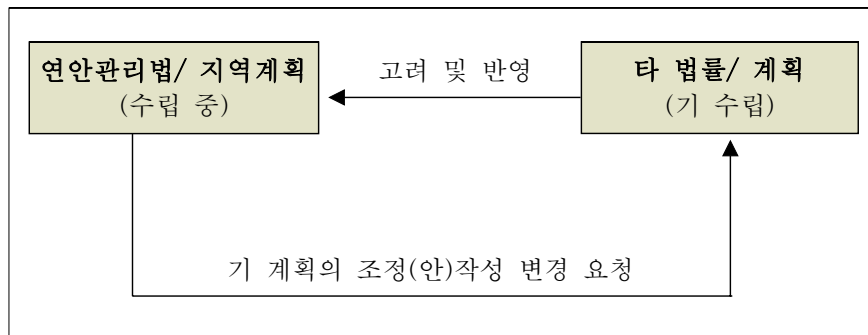 연안관리법/ 지역계획
(수립 중)
고려 및 반영
타 법률/ 계획
(기 수립)
기 계획의 조정(안)작성 변경 요청